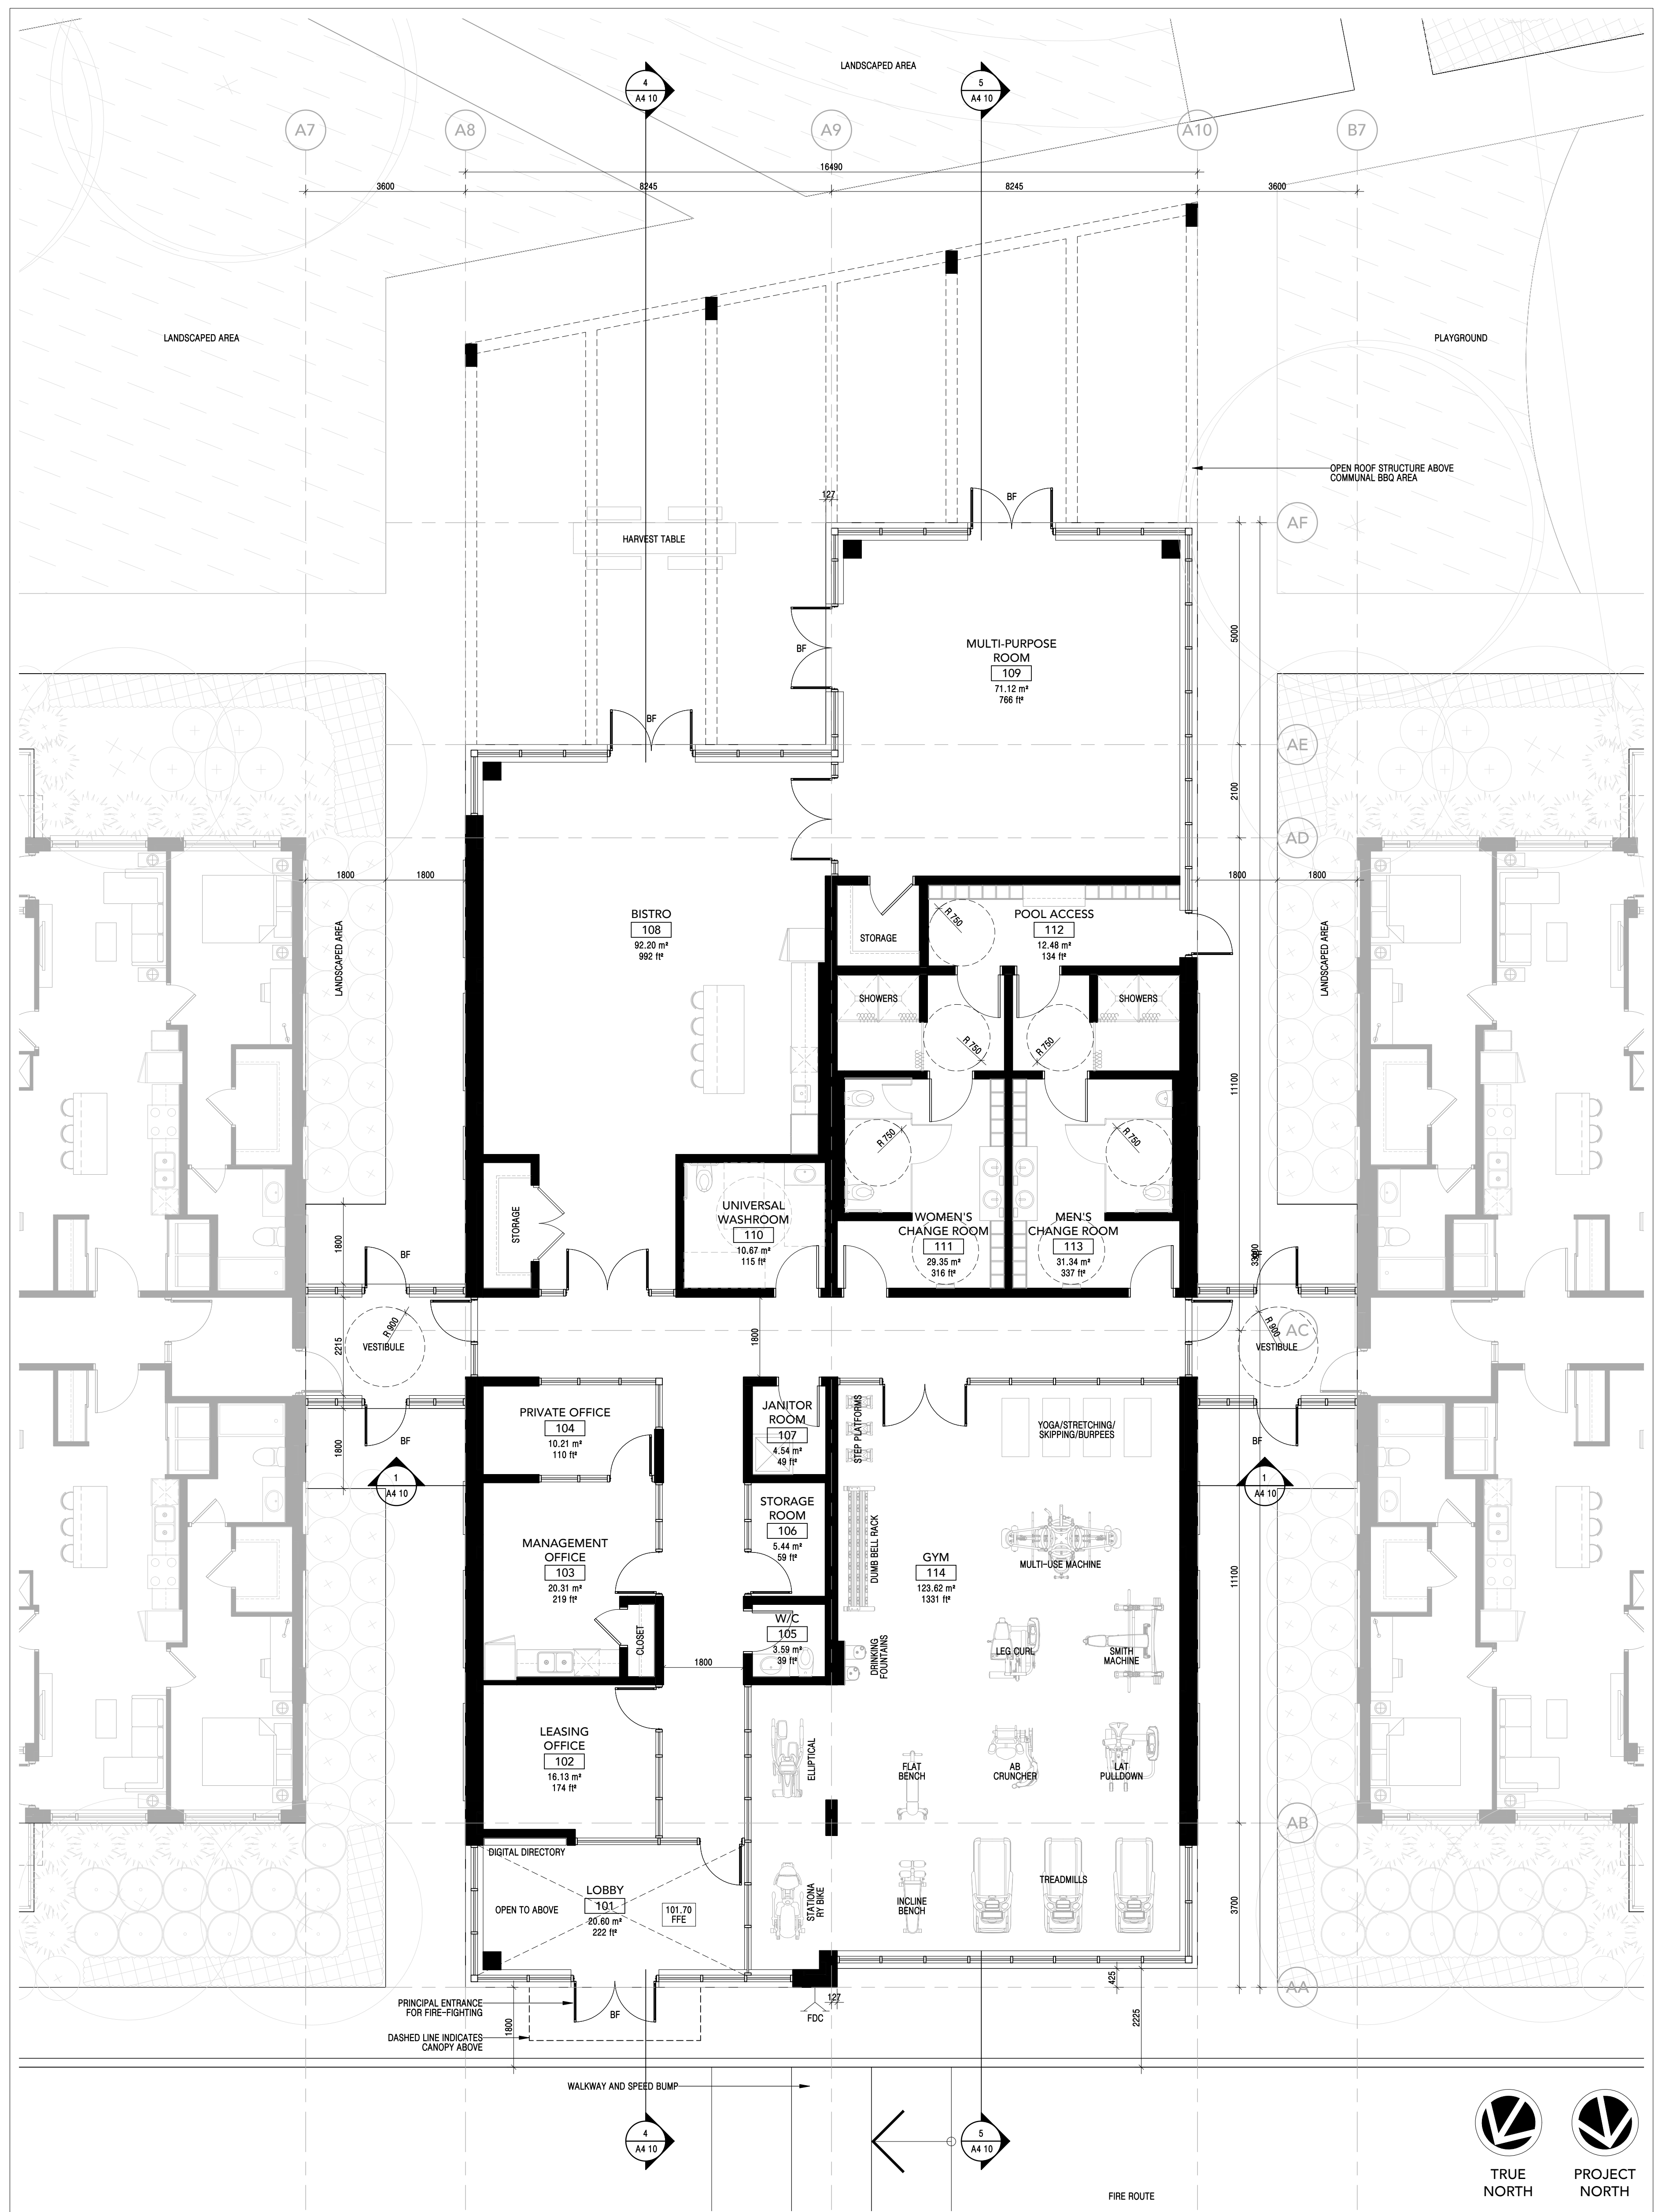 LANDSCAPED AREA
4
A4 10
5
A4 10
A7
A8
A9
A10
B7
16490
3600
8245
8245
3600
LANDSCAPED AREA
PLAYGROUND
OPEN ROOF STRUCTURE ABOVE
COMMUNAL BBQ AREA
127
BF
AF
HARVEST TABLE
BF
5000
MULTI-PURPOSE
ROOM
109
71.12 m²
766 ft²
BF
AE
2100
AD
1800
1800
1800
1800
BISTRO
108
92.20 m²
992 ft²
STORAGE
R 750
POOL ACCESS
112
12.48 m²
134 ft²
LANDSCAPED AREA
LANDSCAPED AREA
SHOWERS
SHOWERS
R 750
R 750
11100
R 750
R 750
STORAGE
UNIVERSAL
WASHROOM
110
10.67 m²
115 ft²
WOMEN'S
CHANGE ROOM
111
29.35 m²
316 ft²
MEN'S
CHANGE ROOM
113
31.34 m²
337 ft²
1800
BF
BF
2215
R 900
VESTIBULE
1800
R 900
VESTIBULE
AC
PRIVATE OFFICE
104
10.21 m²
110 ft²
JANITOR
ROOM
107
4.54 m²
49 ft²
STEP PLATFORMS
YOGA/STRETCHING/
SKIPPING/BURPEES
1800
BF
BF
1
A4 10
1
A4 10
STORAGE
ROOM
106
5.44 m²
59 ft²
DUMB BELL RACK
MANAGEMENT
OFFICE
103
20.31 m²
219 ft²
GYM
114
123.62 m²
1331 ft²
MULTI-USE MACHINE
11100
CLOSET
W/C
105
3.59 m²
39 ft²
DRINKING
FOUNTAINS
LEG CURL
SMITH
MACHINE
1800
LEASING
OFFICE
102
16.13 m²
174 ft²
ELLIPTICAL
FLAT
BENCH
AB
CRUNCHER
LAT
PULLDOWN
AB
DIGITAL DIRECTORY
LOBBY
101
20.60 m²
222 ft²
OPEN TO ABOVE
101.70
FFE
STATIONA
RY BIKE
INCLINE
BENCH
TREADMILLS
3700
425
AA
PRINCIPAL ENTRANCE
FOR FIRE-FIGHTING
BF
127
FDC
1800
2225
DASHED LINE INDICATES
CANOPY ABOVE
WALKWAY AND SPEED BUMP
4
A4 10
5
A4 10
TRUE
NORTH
PROJECT
NORTH
FIRE ROUTE